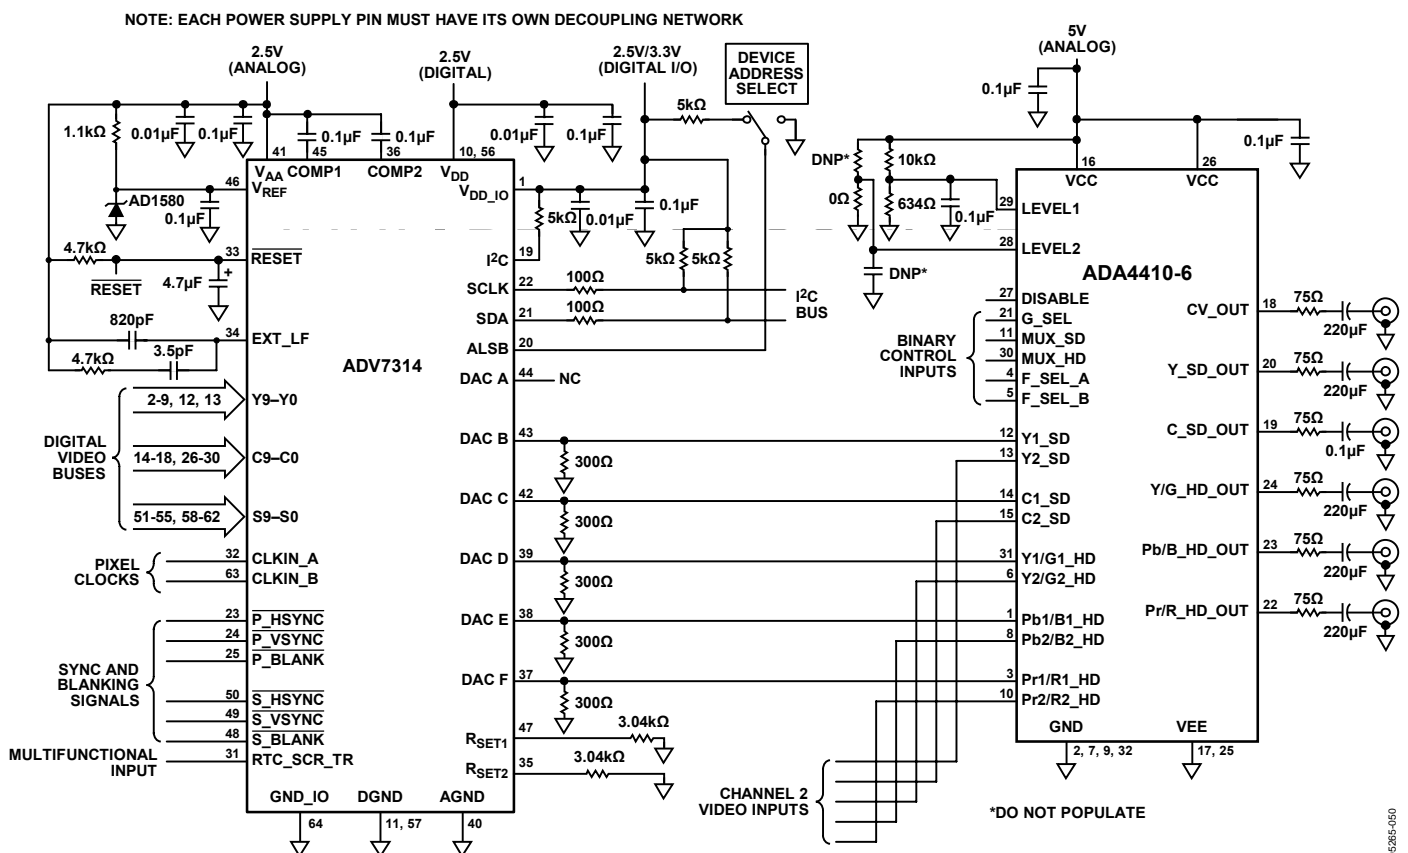 NOTE: EACH POWER SUPPLY PIN MUST HAVE ITS OWN DECOUPLING NETWORK
2.5V
(ANALOG)
2.5V
(DIGITAL)
2.5V/3.3V
(DIGITAL I/O)
DEVICE
ADDRESS
SELECT
5V
(ANALOG)
1.1kΩ
0.01µF
0.1µF
0.1µF
0.1µF
0.01µF
0.1µF
5kΩ
0.1µF
0.1µF
41
45
36
10, 56
VAA
COMP1
COMP2
VDD
46
VREF
VDD_IO
1
AD1580
0.1µF
5kΩ
0.01µF
0.1µF
DNP*
10kΩ
0Ω
634Ω
0.1µF
16
26
VCC
VCC
29
LEVEL1
28
LEVEL2
DNP*
ADA4410-6
4.7kΩ
33
RESET
RESET
4.7µF
+
I2C
19
5kΩ
5kΩ
SCLK
22
100Ω
SDA
21
100Ω
I2C
BUS
820pF
34
EXT_LF
4.7kΩ
3.5pF
ALSB
20
ADV7314
DAC A
44
NC
27
DISABLE
21
G_SEL
11
MUX_SD
30
MUX_HD
4
F_SEL_A
5
F_SEL_B
BINARY
CONTROL
INPUTS
CV_OUT
18
75Ω
220µF
Y_SD_OUT
20
75Ω
220µF
C_SD_OUT
19
75Ω
0.1µF
Y/G_HD_OUT
24
75Ω
220µF
Pb/B_HD_OUT
23
75Ω
220µF
Pr/R_HD_OUT
22
75Ω
220µF
DIGITAL
VIDEO
BUSES
2-9, 12, 13
Y9–Y0
14-18, 26-30
C9–C0
51-55, 58-62
S9–S0
DAC B
43
300Ω
12
Y1_SD
13
Y2_SD
DAC C
42
300Ω
14
C1_SD
15
C2_SD
DAC D
39
300Ω
31
Y1/G1_HD
6
Y2/G2_HD
DAC E
38
300Ω
1
Pb1/B1_HD
8
Pb2/B2_HD
DAC F
37
300Ω
3
Pr1/R1_HD
10
Pr2/R2_HD
PIXEL
CLOCKS
32
CLKIN_A
63
CLKIN_B
SYNC AND
BLANKING
SIGNALS
23
P_HSYNC
24
P_VSYNC
25
P_BLANK
50
S_HSYNC
49
S_VSYNC
48
S_BLANK
MULTIFUNCTIONAL
INPUT
31
RTC_SCR_TR
RSET1
47
3.04kΩ
RSET2
35
3.04kΩ
GND_IO
DGND
AGND
64
11, 57
40
GND
VEE
2, 7, 9, 32
17, 25
CHANNEL 2
VIDEO INPUTS
*DO NOT POPULATE